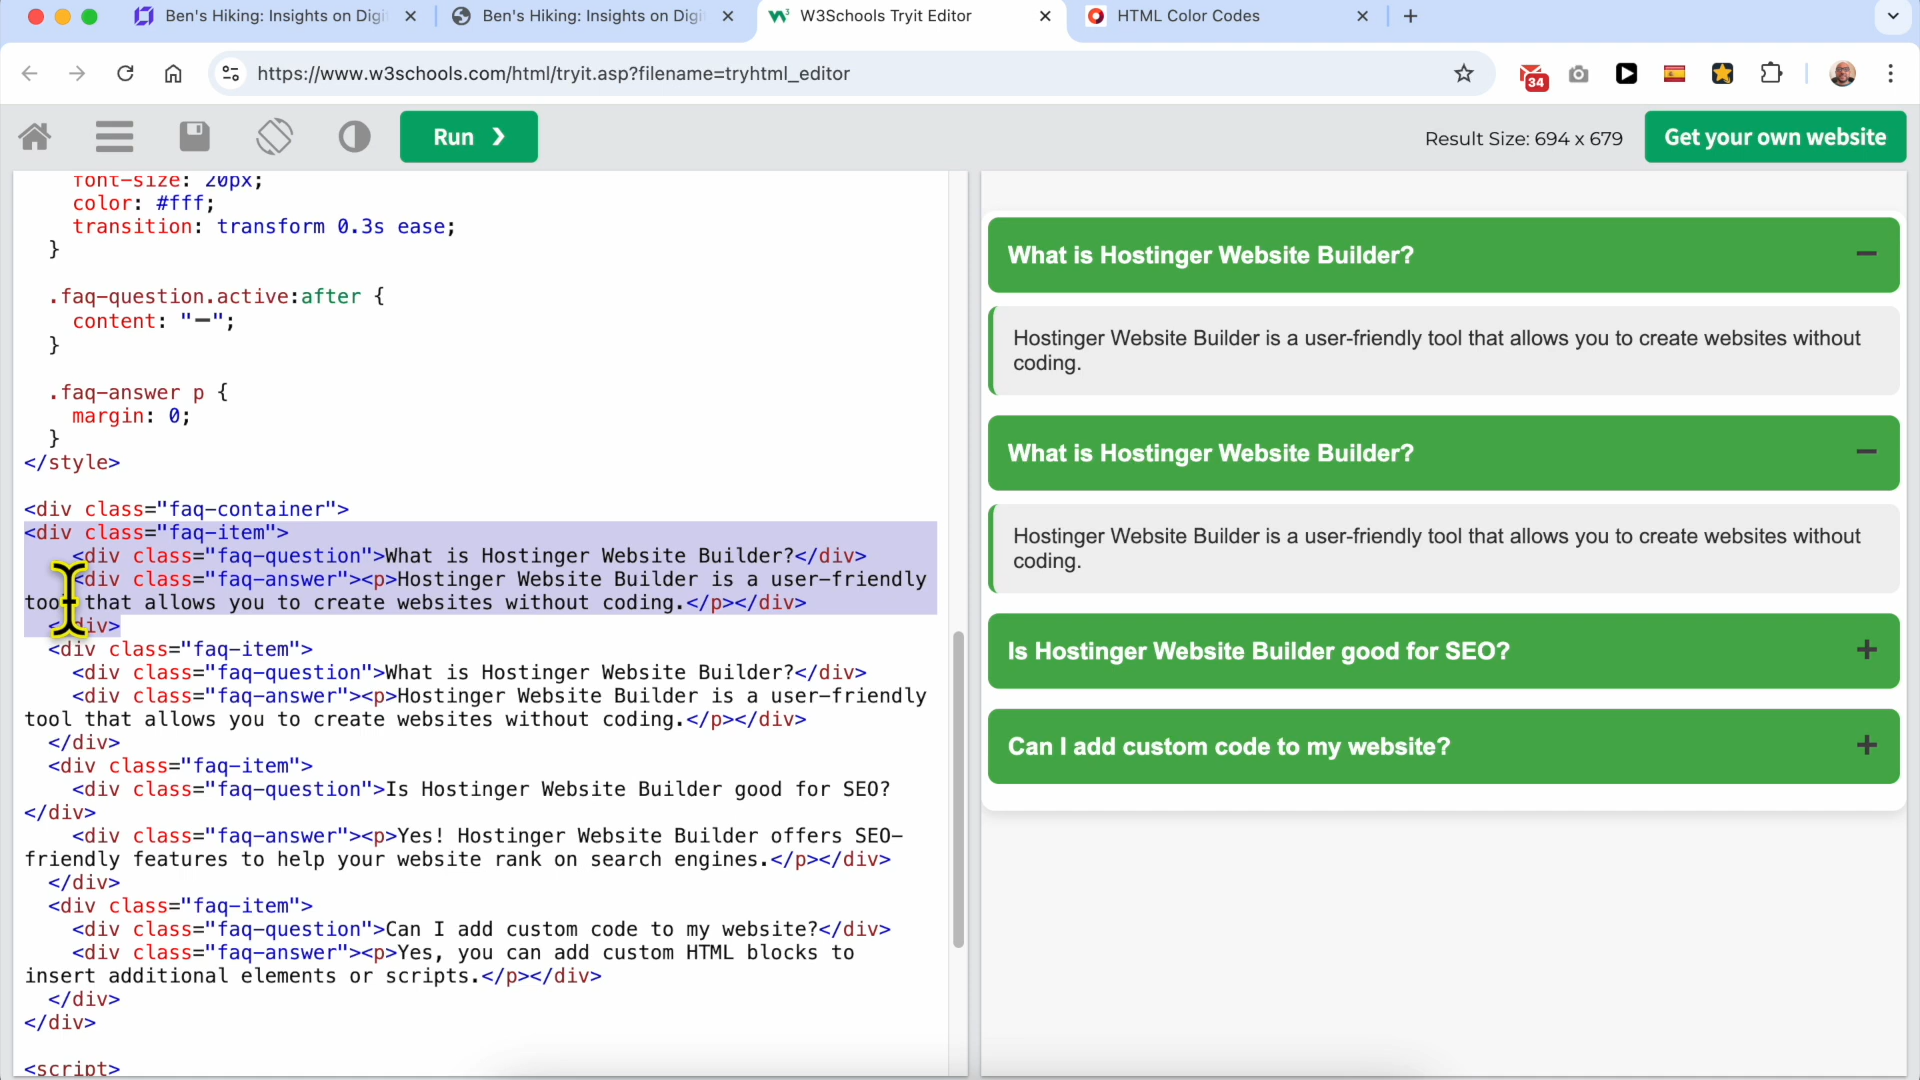 Ben's Hiking: Insights on Digi
Ben's Hiking: Insights on Digi
W3Schools Tryit Editor
HTML Color Codes
https://www.w3schools.com/html/tryit.asp?filename=tryhtml_editor
34
Run ❯
Result Size: 694 x 679
Get your own website
font-size: 20px;
color: #fff;
transition: transform 0.3s ease;
}
.faq-question.active:after {
content: "−";
}
.faq-answer p {
margin: 0;
}
</style>
<div class="faq-container">
<div class="faq-item">
<div class="faq-question">What is Hostinger Website Builder?</div>
<div class="faq-answer"><p>Hostinger Website Builder is a user-friendly
tool that allows you to create websites without coding.</p></div>
</div>
<div class="faq-item">
<div class="faq-question">What is Hostinger Website Builder?</div>
<div class="faq-answer"><p>Hostinger Website Builder is a user-friendly
tool that allows you to create websites without coding.</p></div>
</div>
<div class="faq-item">
<div class="faq-question">Is Hostinger Website Builder good for SEO?
</div>
<div class="faq-answer"><p>Yes! Hostinger Website Builder offers SEO-
friendly features to help your website rank on search engines.</p></div>
</div>
<div class="faq-item">
<div class="faq-question">Can I add custom code to my website?</div>
<div class="faq-answer"><p>Yes, you can add custom HTML blocks to
insert additional elements or scripts.</p></div>
</div>
</div>
<script>
What is Hostinger Website Builder? −
Hostinger Website Builder is a user-friendly tool that allows you to create websites without
coding.
What is Hostinger Website Builder? −
Hostinger Website Builder is a user-friendly tool that allows you to create websites without
coding.
Is Hostinger Website Builder good for SEO? +
Can I add custom code to my website? +